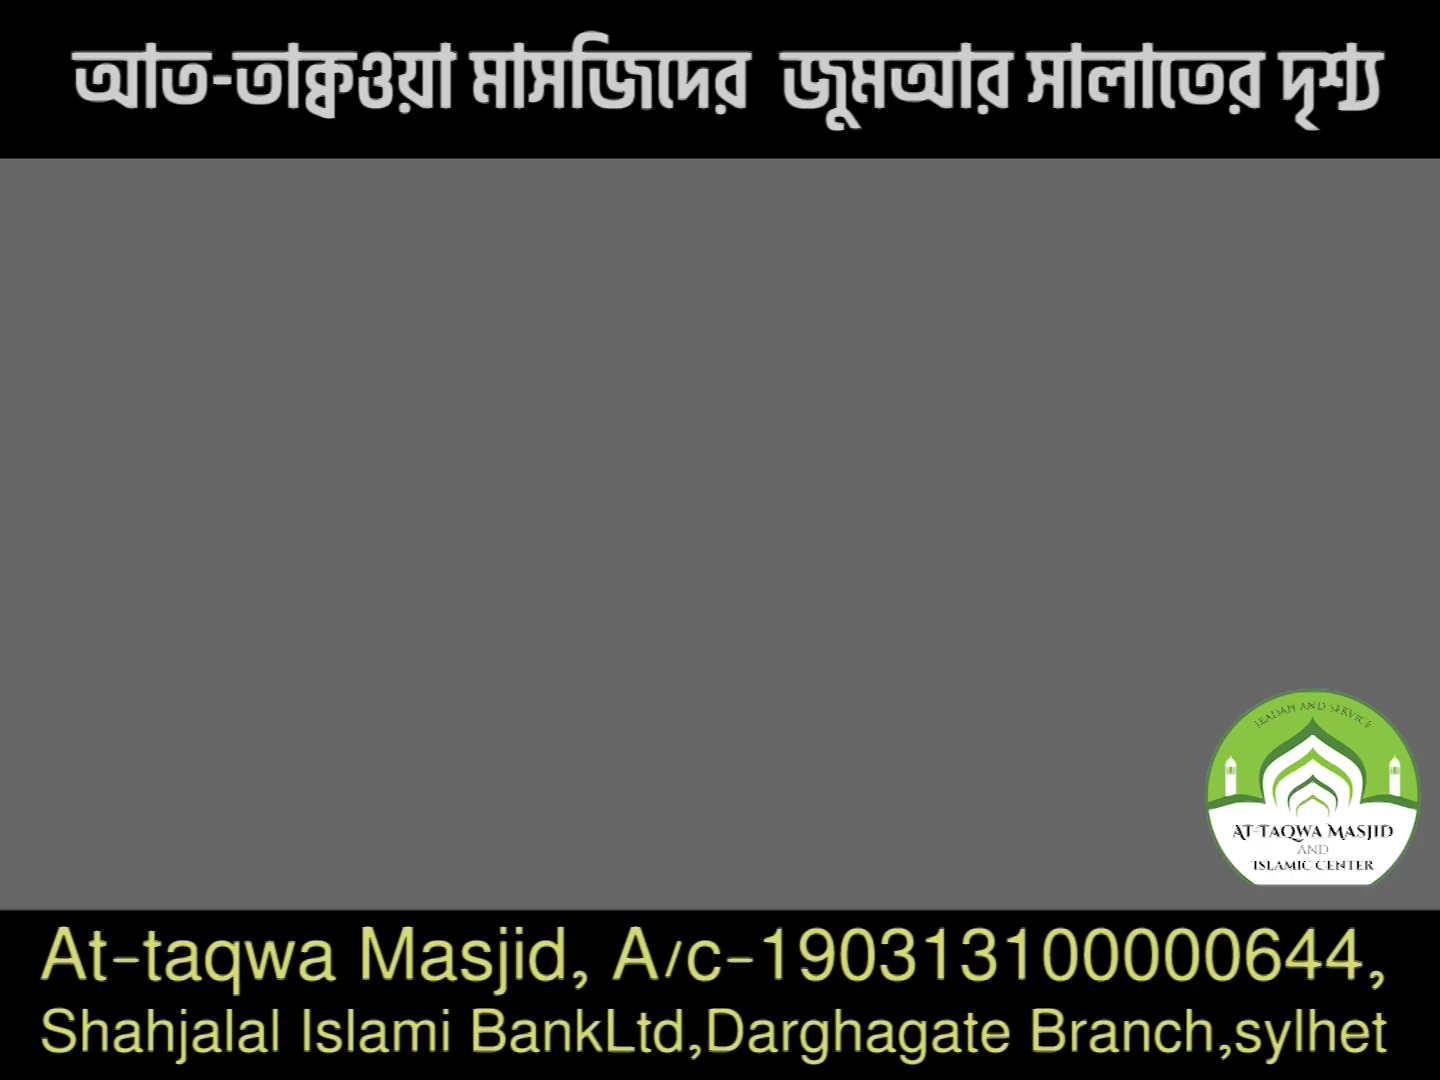 আত-তাক্বওয়া মাসজিদের জুমআর সালাতের দৃশ্য
AND SERVICE
AT-TAQWA MASJID
AND
ISLAMIC CENTER
At-taqwa Masjid, A/c-190313100000644,
Shahjalal Islami BankLtd,Darghagate Branch,sylhet